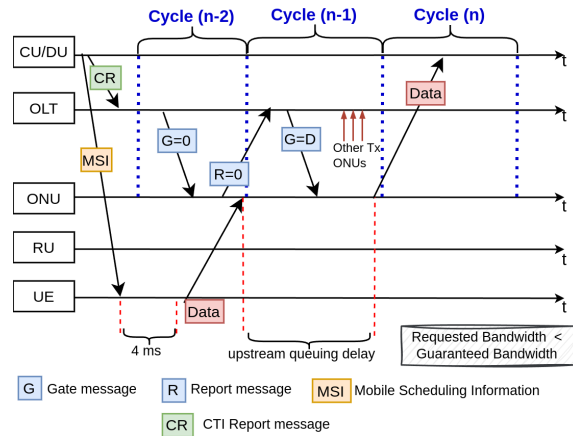 Cycle (n-2)
Cycle (n-1)
Cycle (n)
CU/DU
t
CR
Data
OLT
t
G=0
G=D
Other Tx
ONUs
MSI
R=0
ONU
t
RU
t
UE
t
Data
4 ms
upstream queuing delay
Requested Bandwidth <
Guaranteed Bandwidth
G Gate message
R Report message
MSI Mobile Scheduling Information
CR CTI Report message